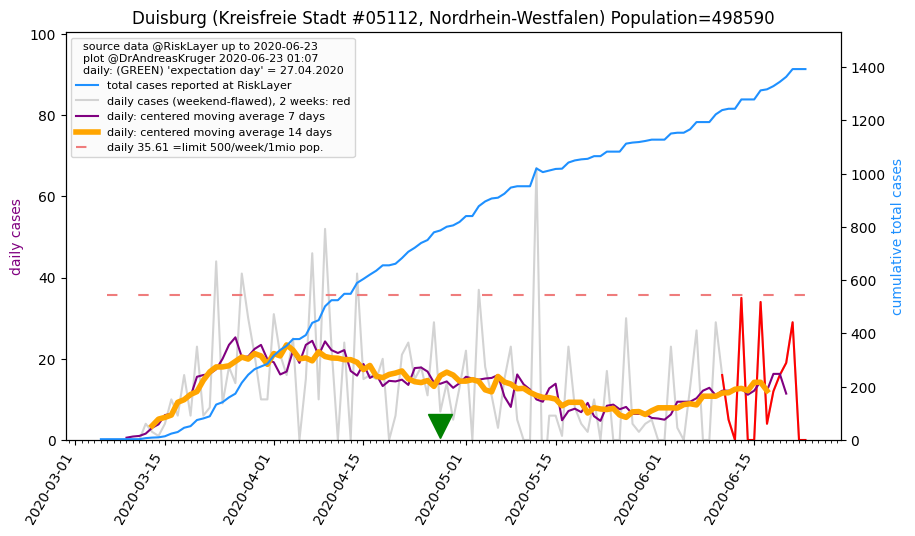 Duisburg (Kreisfreie Stadt #05112, Nordrhein-Westfalen) Population=498590
source data @RiskLayer up to 2020-06-23
plot @DrAndreasKruger 2020-06-23 01:07
daily: (GREEN) 'expectation day' = 27.04.2020
total cases reported at RiskLayer
daily cases (weekend-flawed), 2 weeks: red
daily: centered moving average 7 days
daily: centered moving average 14 days
daily 35.61 =limit 500/week/1mio pop.
daily cases
100
80
60
40
20
0
cumulative total cases
1400
1200
1000
800
600
400
200
0
2020-03-01
2020-03-15
2020-04-01
2020-04-15
2020-05-01
2020-05-15
2020-06-01
2020-06-15